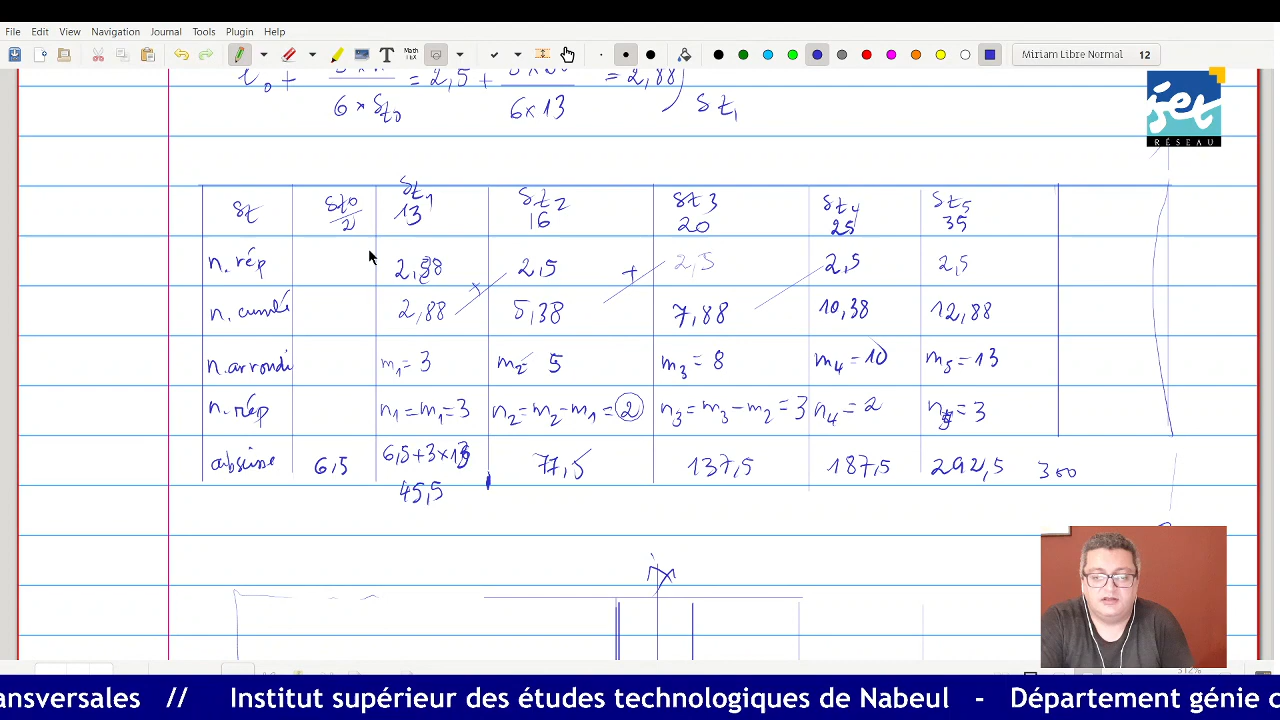 File Edit View Navigation Journal Tools Plugin Help
T Math Miriam Libre Normal 12
l₀ + = 2,5 + = 2,88
6 × St₀ 6×13 St₁
iset
RÉSEAU
St St0/2 St₁ 13 St₂ 16 St3 20 St4 25 St5 35
n. rép 2,88 2,5 2,5 2,5 2,5
n. cumulé 2,88 5,38 7,88 10,38 12,88
n. arrondi m₁ = 3 m₂ = 5 m₃ = 8 m₄ = 10 m₅ = 13
n. rép n₁ = m₁ = 3 n₂ = m₂ - m₁ = 2 n₃ = m₃ - m₂ = 3 n₄ = 2 n₅ = 3
abscisse 6,5 6,5 + 3×13 77,5 137,5 187,5 292,5 300
45,5
ansversales // Institut supérieur des études technologiques de Nabeul - Département génie c